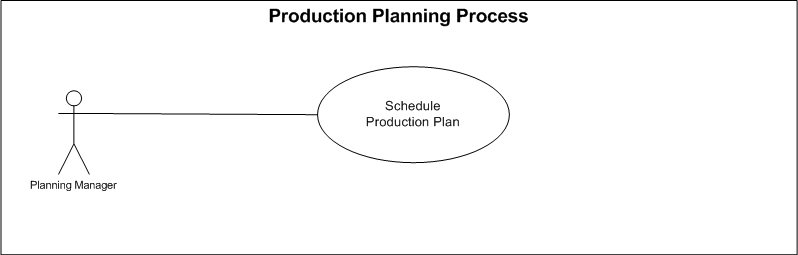 Production Planning Process
Schedule
Production Plan
Planning Manager